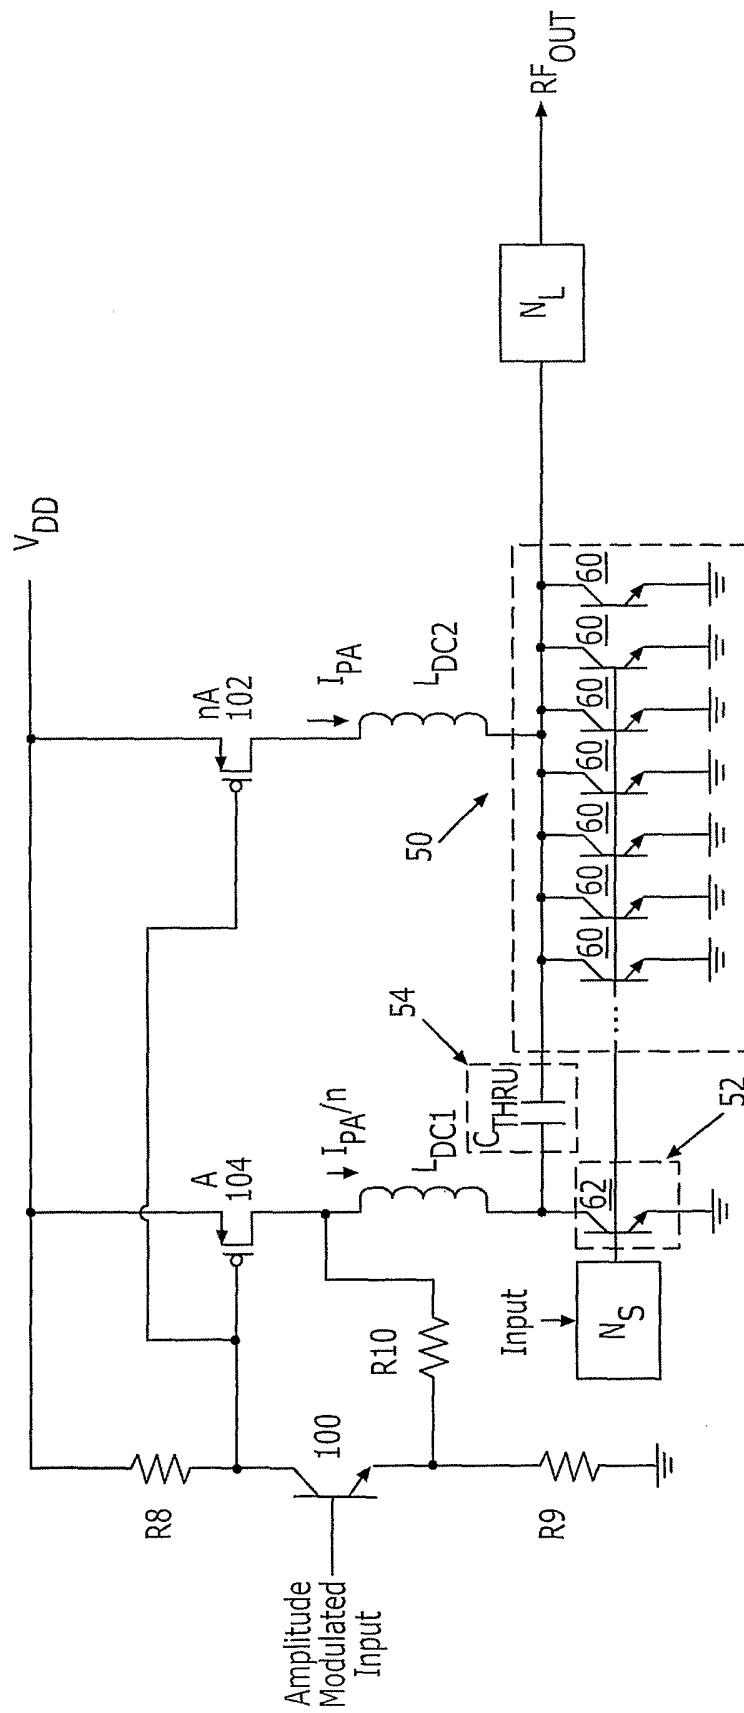 V_DD
nA
102
I_PA
L_DC2
RF_OUT
N_L
50
60
60
60
60
60
60
60
...
54
C_THRU
A
104
I_PA/n
L_DC1
52
62
Input
N_S
R10
100
R8
R9
Amplitude
Modulated
Input